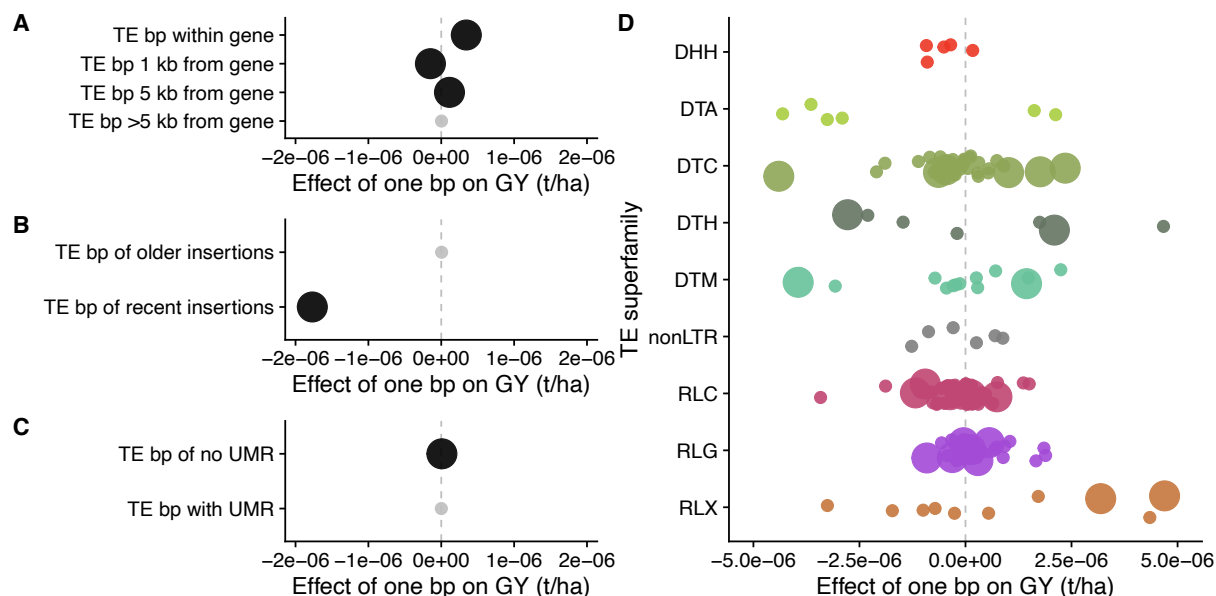 A
TE bp within gene
TE bp 1 kb from gene
TE bp 5 kb from gene
TE bp >5 kb from gene
−2e−06 −1e−06 0e+00 1e−06 2e−06
Effect of one bp on GY (t/ha)
B
TE bp of older insertions
TE bp of recent insertions
−2e−06 −1e−06 0e+00 1e−06 2e−06
Effect of one bp on GY (t/ha)
C
TE bp of no UMR
TE bp with UMR
−2e−06 −1e−06 0e+00 1e−06 2e−06
Effect of one bp on GY (t/ha)
D
TE superfamily
DHH
DTA
DTC
DTH
DTM
nonLTR
RLC
RLG
RLX
−5.0e−06 −2.5e−06 0.0e+00 2.5e−06 5.0e−06
Effect of one bp on GY (t/ha)